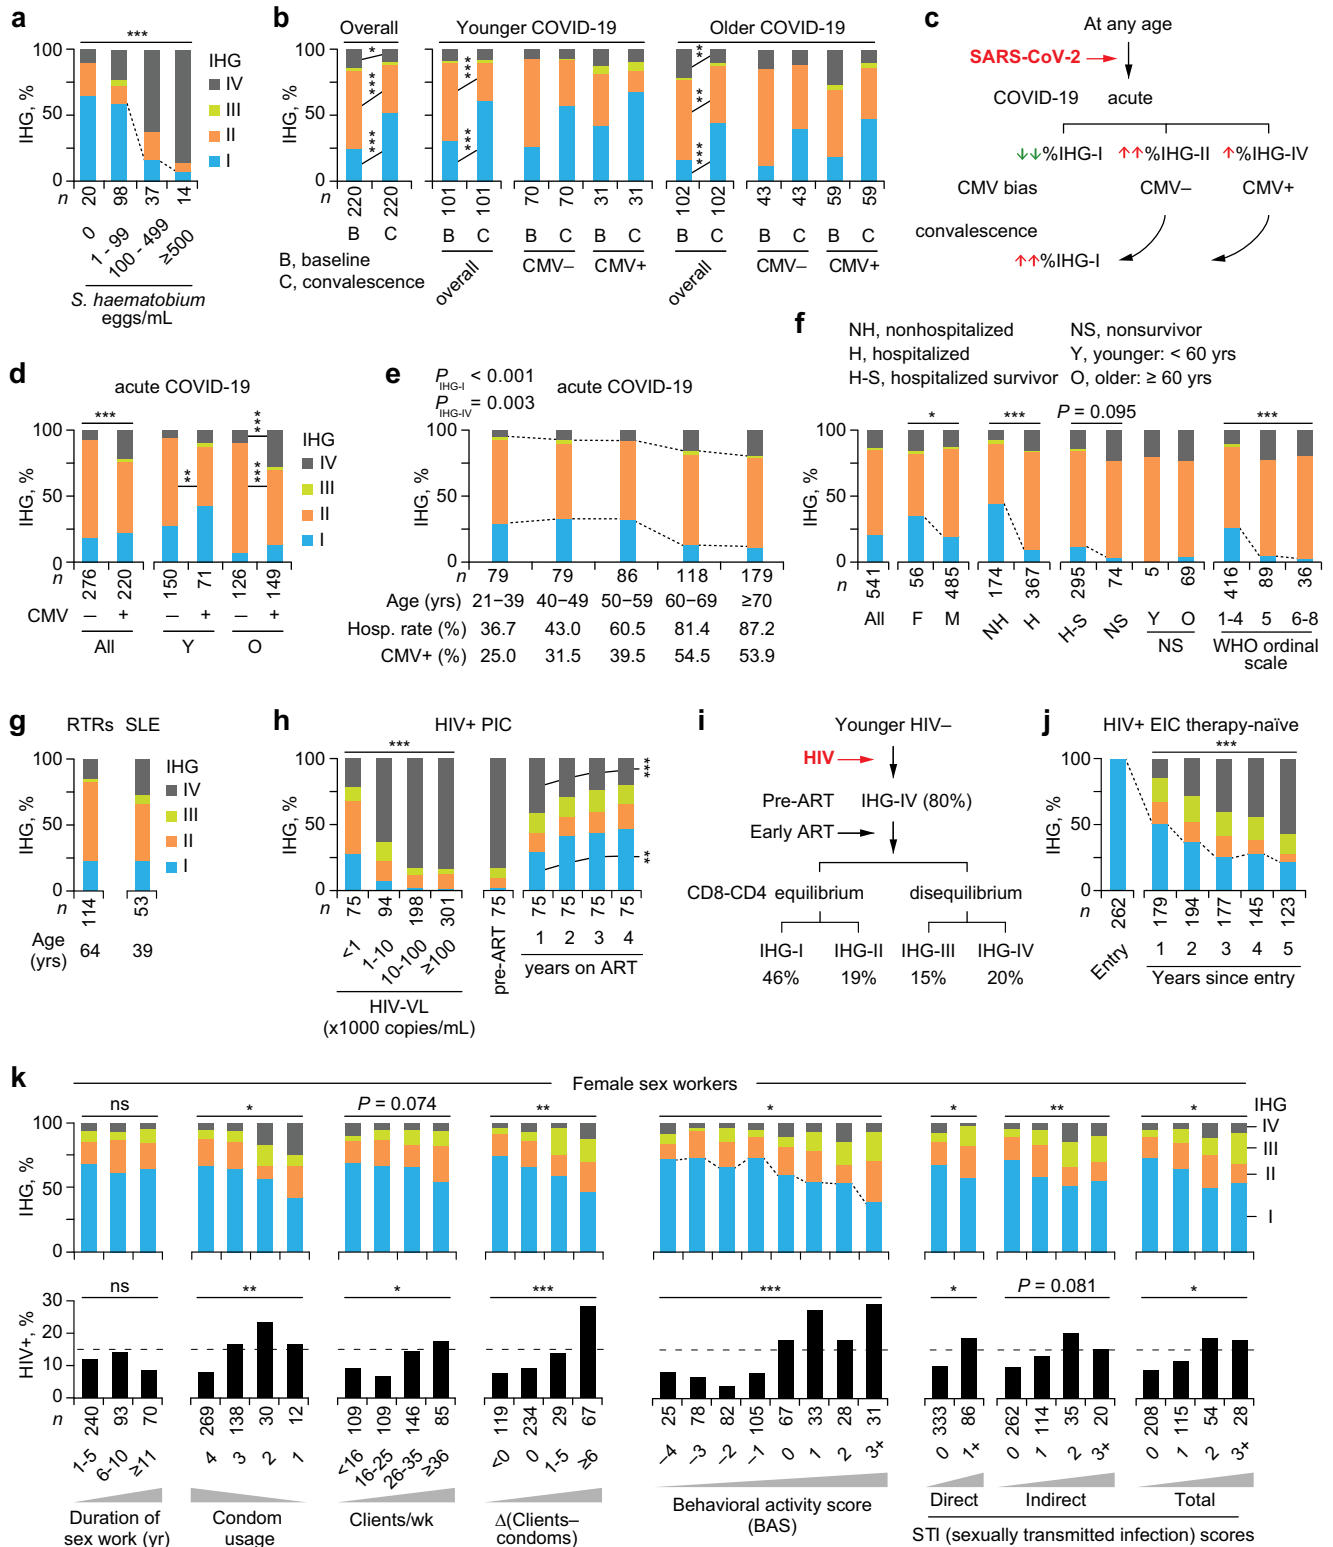 a
***
100
50
0
IHG, %
IHG
IV
III
II
I
n
20
98
37
14
0
1 - 99
100 - 499
≥500
S. haematobium
eggs/mL
b
Overall
Younger COVID-19
Older COVID-19
100
50
0
IHG, %
*
***
***
***
***
**
***
***
220
220
101
101
70
70
31
31
102
102
43
43
59
59
B
C
B
C
B
C
B
C
B
C
B
C
B
C
B, baseline
C, convalescence
overall
CMV–
CMV+
overall
CMV–
CMV+
c
At any age
SARS-CoV-2
COVID-19
acute
↓↓%IHG-I
↑↑%IHG-II
↑%IHG-IV
CMV bias
CMV–
CMV+
convalescence
↑↑%IHG-I
d
acute COVID-19
***
**
***
***
100
50
0
IHG, %
IHG
IV
III
II
I
n
276
220
150
71
126
149
CMV
–
+
–
+
–
+
All
Y
O
e
P IHG-I < 0.001
P IHG-IV = 0.003
acute COVID-19
100
50
0
IHG, %
n
79
79
86
118
179
Age (yrs)
21–39
40–49
50–59
60–69
≥70
Hosp. rate (%)
36.7
43.0
60.5
81.4
87.2
CMV+ (%)
25.0
31.5
39.5
54.5
53.9
f
NH, nonhospitalized
NS, nonsurvivor
H, hospitalized
Y, younger: < 60 yrs
H-S, hospitalized survivor
O, older: ≥ 60 yrs
*
***
P = 0.095
***
100
50
0
IHG, %
n
541
56
485
174
367
295
74
5
69
416
89
36
All
F
M
NH
H
H-S
NS
Y
O
1-4
5
6-8
NS
WHO ordinal
scale
g
RTRs
SLE
100
50
0
IHG, %
IHG
IV
III
II
I
n
114
53
Age
(yrs)
64
39
h
HIV+ PIC
***
***
**
100
50
0
IHG, %
n
75
94
198
301
75
75
75
75
75
<1
1-10
10-100
≥100
pre-ART
1
2
3
4
years on ART
HIV-VL
(x1000 copies/mL)
i
Younger HIV–
HIV
Pre-ART
IHG-IV (80%)
Early ART
CD8-CD4
equilibrium
disequilibrium
IHG-I
IHG-II
IHG-III
IHG-IV
46%
19%
15%
20%
j
HIV+ EIC therapy-naïve
***
100
50
0
IHG, %
n
262
179
194
177
145
123
Entry
1
2
3
4
5
Years since entry
k
Female sex workers
ns
*
P = 0.074
**
*
*
**
*
100
50
0
IHG, %
IHG
IV
III
II
I
ns
**
*
***
***
*
P = 0.081
*
30
20
10
0
HIV+, %
n
240
93
70
269
138
30
12
109
109
146
85
119
234
29
67
25
78
82
105
67
33
28
31
333
86
262
114
35
20
208
115
54
28
1-5
6-10
≥11
4
3
2
1
<16
16-25
26-35
≥36
<0
0
1-5
≥6
–4
–3
–2
–1
0
1
2
3+
0
1+
0
1
2
3+
0
1
2
3+
Duration of
sex work (yr)
Condom
usage
Clients/wk
Δ(Clients–
condoms)
Behavioral activity score
(BAS)
Direct
Indirect
Total
STI (sexually transmitted infection) scores